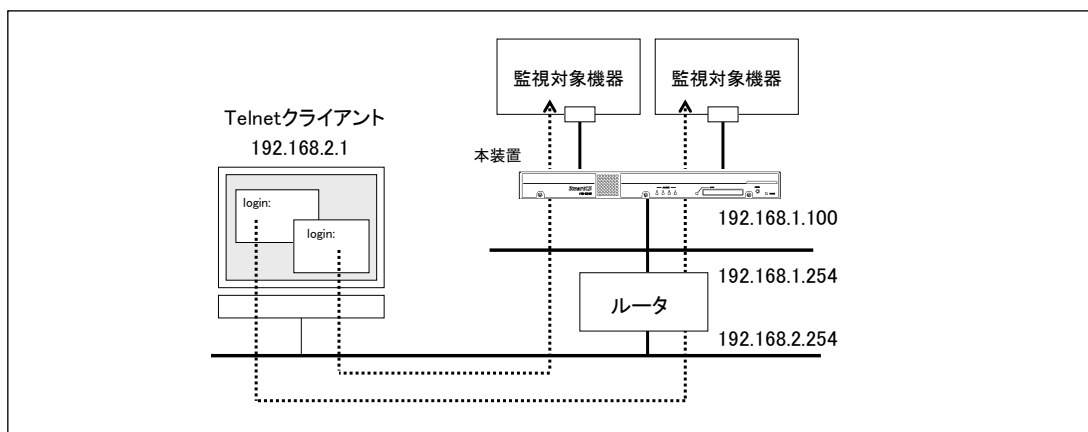 監視対象機器
監視対象機器
Telnetクライアント
192.168.2.1
本装置
login:
login:
192.168.1.100
192.168.1.254
ルータ
192.168.2.254